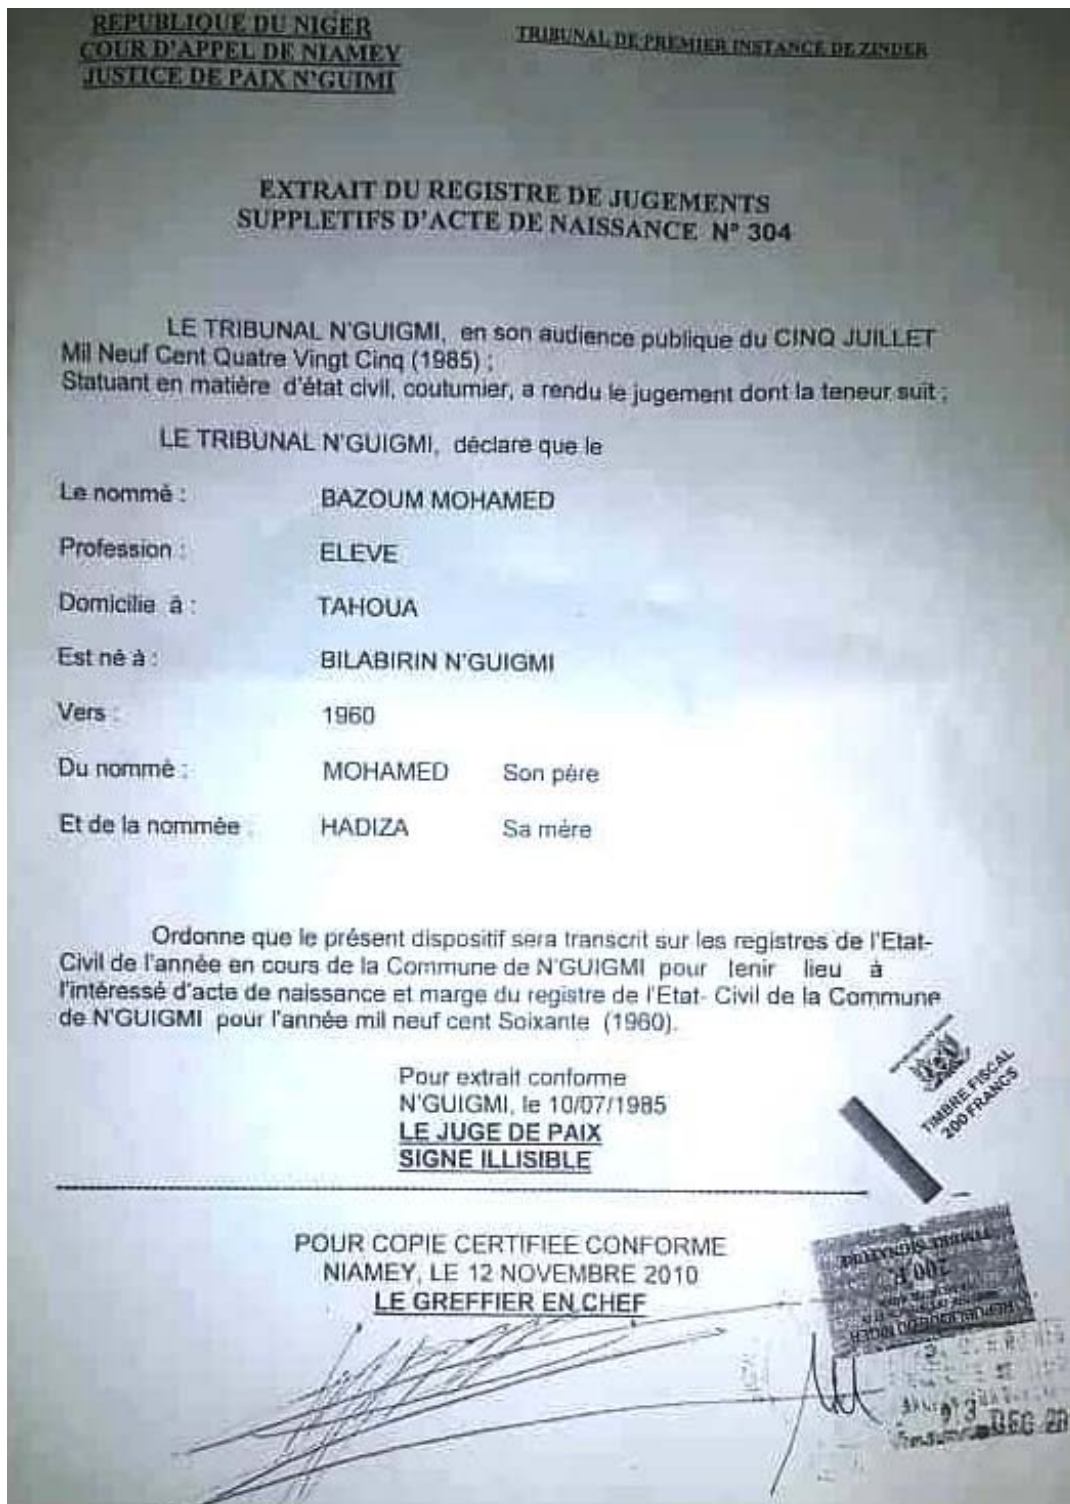 REPUBLIQUE DU NIGER
COUR D'APPEL DE NIAMEY
JUSTICE DE PAIX N'GUIMI
TRIBUNAL DE PREMIER INSTANCE DE ZINDER
EXTRAIT DU REGISTRE DE JUGEMENTS
SUPPLETIFS D'ACTE DE NAISSANCE N° 304
LE TRIBUNAL N'GUIGMI, en son audience publique du CINQ JUILLET
Mil Neuf Cent Quatre Vingt Cinq (1985) ;
Statuant en matière d'état civil, coutumier, a rendu le jugement dont la teneur suit ;
LE TRIBUNAL N'GUIGMI, déclare que le
Le nommé : BAZOUM MOHAMED
Profession : ELEVE
Domicilie à : TAHOUA
Est né à : BILABIRIN N'GUIGMI
Vers : 1960
Du nommé : MOHAMED Son père
Et de la nommée : HADIZA Sa mère
Ordonne que le présent dispositif sera transcrit sur les registres de l'Etat-
Civil de l'année en cours de la Commune de N'GUIGMI pour tenir lieu à
l'intéressé d'acte de naissance et marge du registre de l'Etat- Civil de la Commune
de N'GUIGMI pour l'année mil neuf cent Soixante (1960).
Pour extrait conforme
N'GUIGMI, le 10/07/1985
LE JUGE DE PAIX
SIGNE ILLISIBLE
TIMBRE FISCAL
200 FRANCS
POUR COPIE CERTIFIEE CONFORME
NIAMEY, LE 12 NOVEMBRE 2010
LE GREFFIER EN CHEF
REPUBLIQUE DU NIGER
200 F
TIMBRE SIGNATURE
DEC